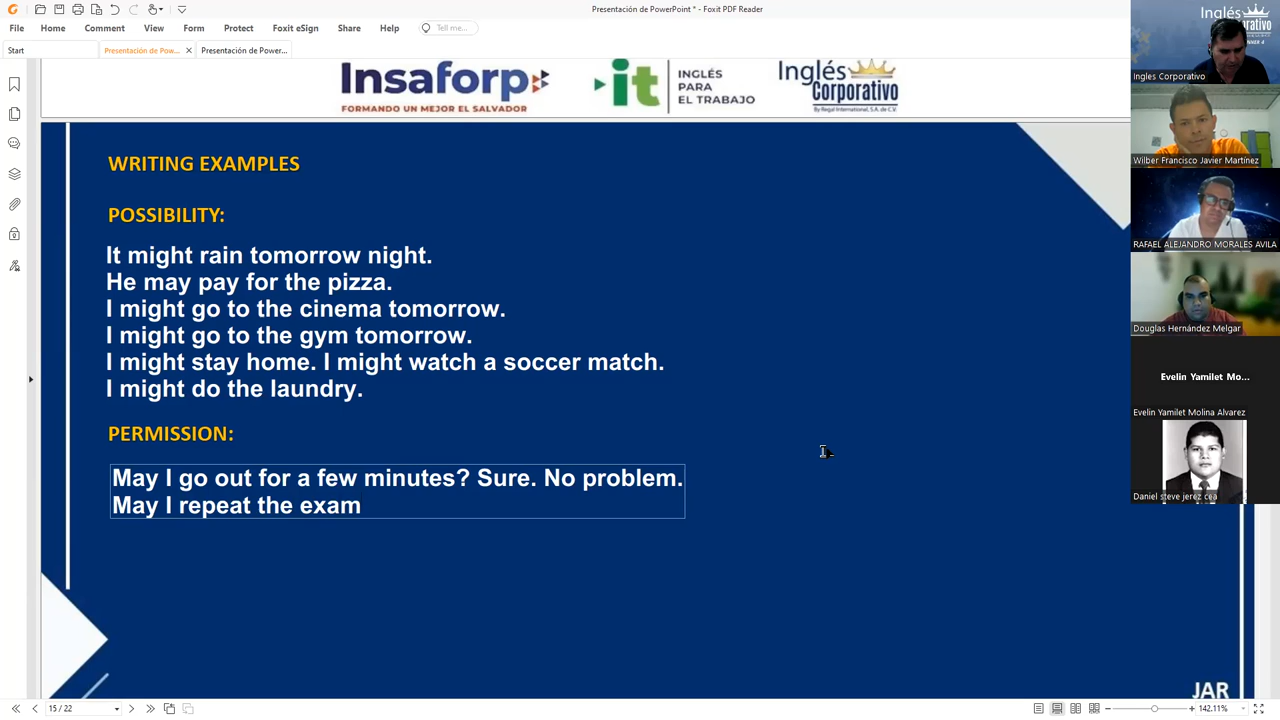 Presentación de PowerPoint * - Foxit PDF Reader
File Home Comment View Form Protect Foxit eSign Share Help Tell me...
Start Presentación de Pow... Presentación de Power...
Insaforp
FORMANDO UN MEJOR EL SALVADOR
it
INGLÉS
PARA
EL TRABAJO
Inglés
Corporativo
By Regal International, S.A. de C.V.
WRITING EXAMPLES
POSSIBILITY:
It might rain tomorrow night.
He may pay for the pizza.
I might go to the cinema tomorrow.
I might go to the gym tomorrow.
I might stay home. I might watch a soccer match.
I might do the laundry.
PERMISSION:
May I go out for a few minutes? Sure. No problem.
May I repeat the exam
JAR
15 / 22
142.11%
Inglés
Ingles Corporativo
Wilber Francisco Javier Martínez
RAFAEL ALEJANDRO MORALES AVILA
Douglas Hernández Melgar
Evelin Yamilet Mo...
Evelin Yamilet Molina Alvarez
Daniel steve jerez cea